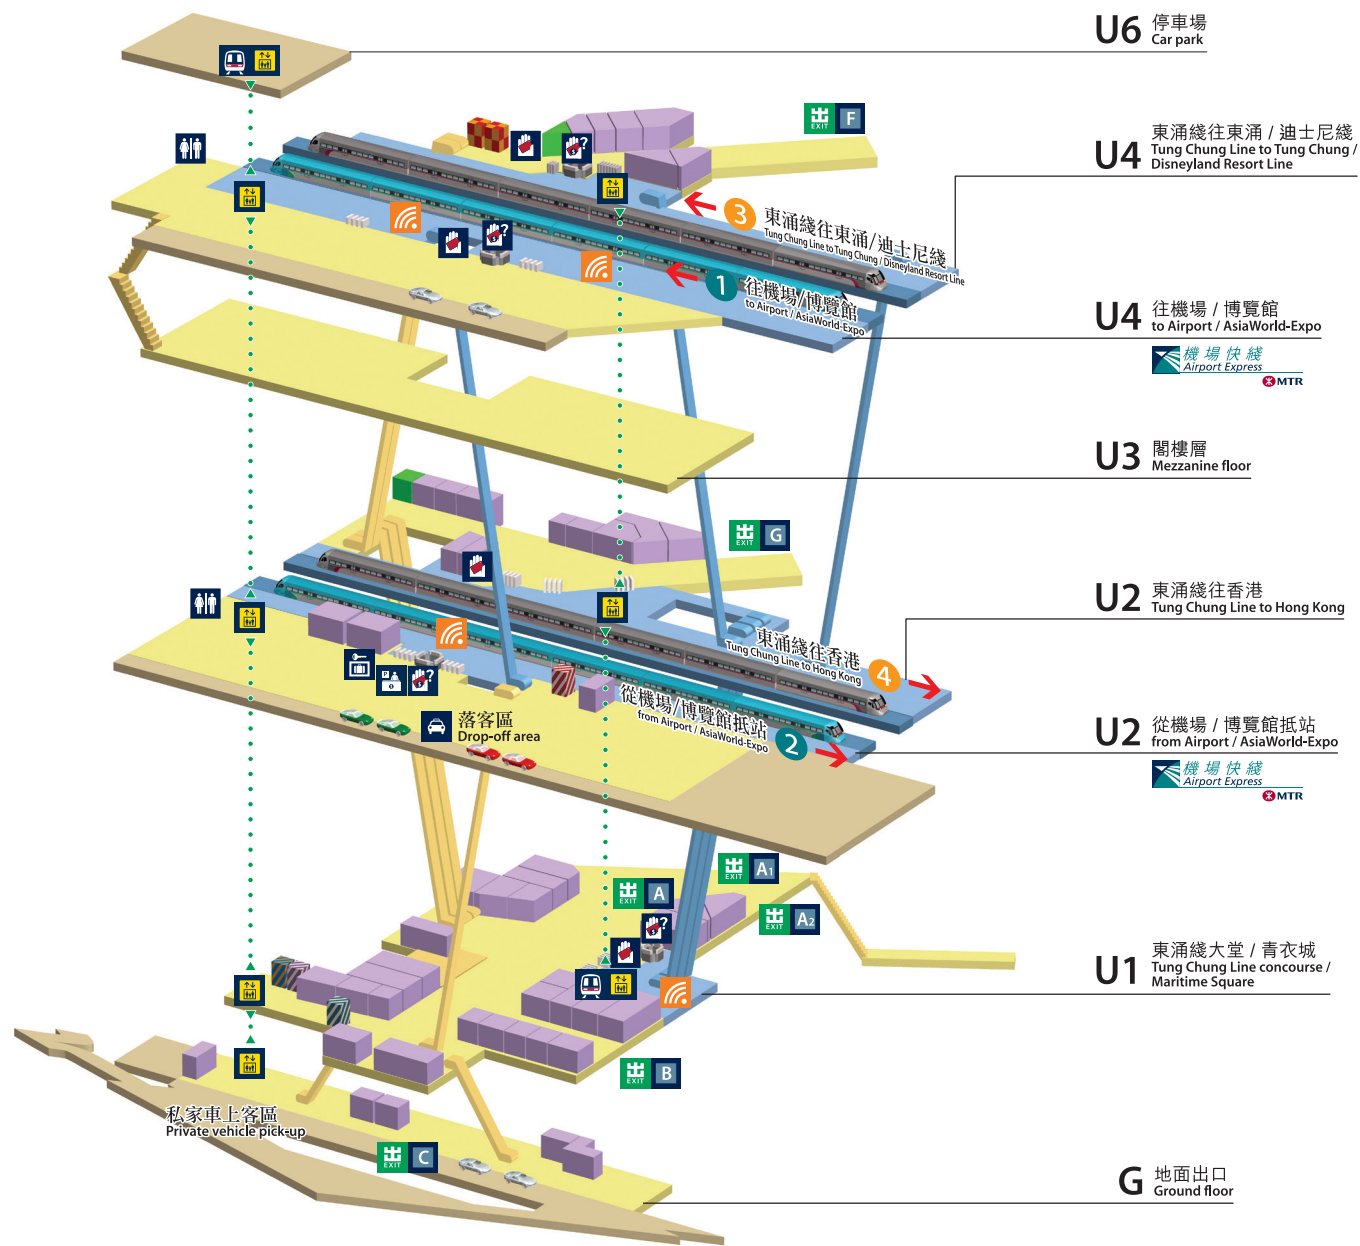 U6 停車場
Car park
EXIT F
U4 東涌綫往東涌 / 迪士尼綫
Tung Chung Line to Tung Chung /
Disneyland Resort Line
?
3 東涌綫往東涌/迪士尼綫
Tung Chung Line to Tung Chung / Disneyland Resort Line
?
1 往機場/博覽館
to Airport / AsiaWorld-Expo
U4 往機場 / 博覽館
to Airport / AsiaWorld-Expo
機場快綫
Airport Express
MTR
U3 閣樓層
Mezzanine floor
EXIT G
U2 東涌綫往香港
Tung Chung Line to Hong Kong
東涌綫往香港 4
Tung Chung Line to Hong Kong
P
?
從機場/博覽館抵站 2
from Airport / AsiaWorld-Expo
落客區
Drop-off area
U2 從機場 / 博覽館抵站
from Airport / AsiaWorld-Expo
機場快綫
Airport Express
MTR
EXIT A1
EXIT A
EXIT A2
?
U1 東涌綫大堂 / 青衣城
Tung Chung Line concourse /
Maritime Square
EXIT B
私家車上客區
Private vehicle pick-up
EXIT C
G 地面出口
Ground floor